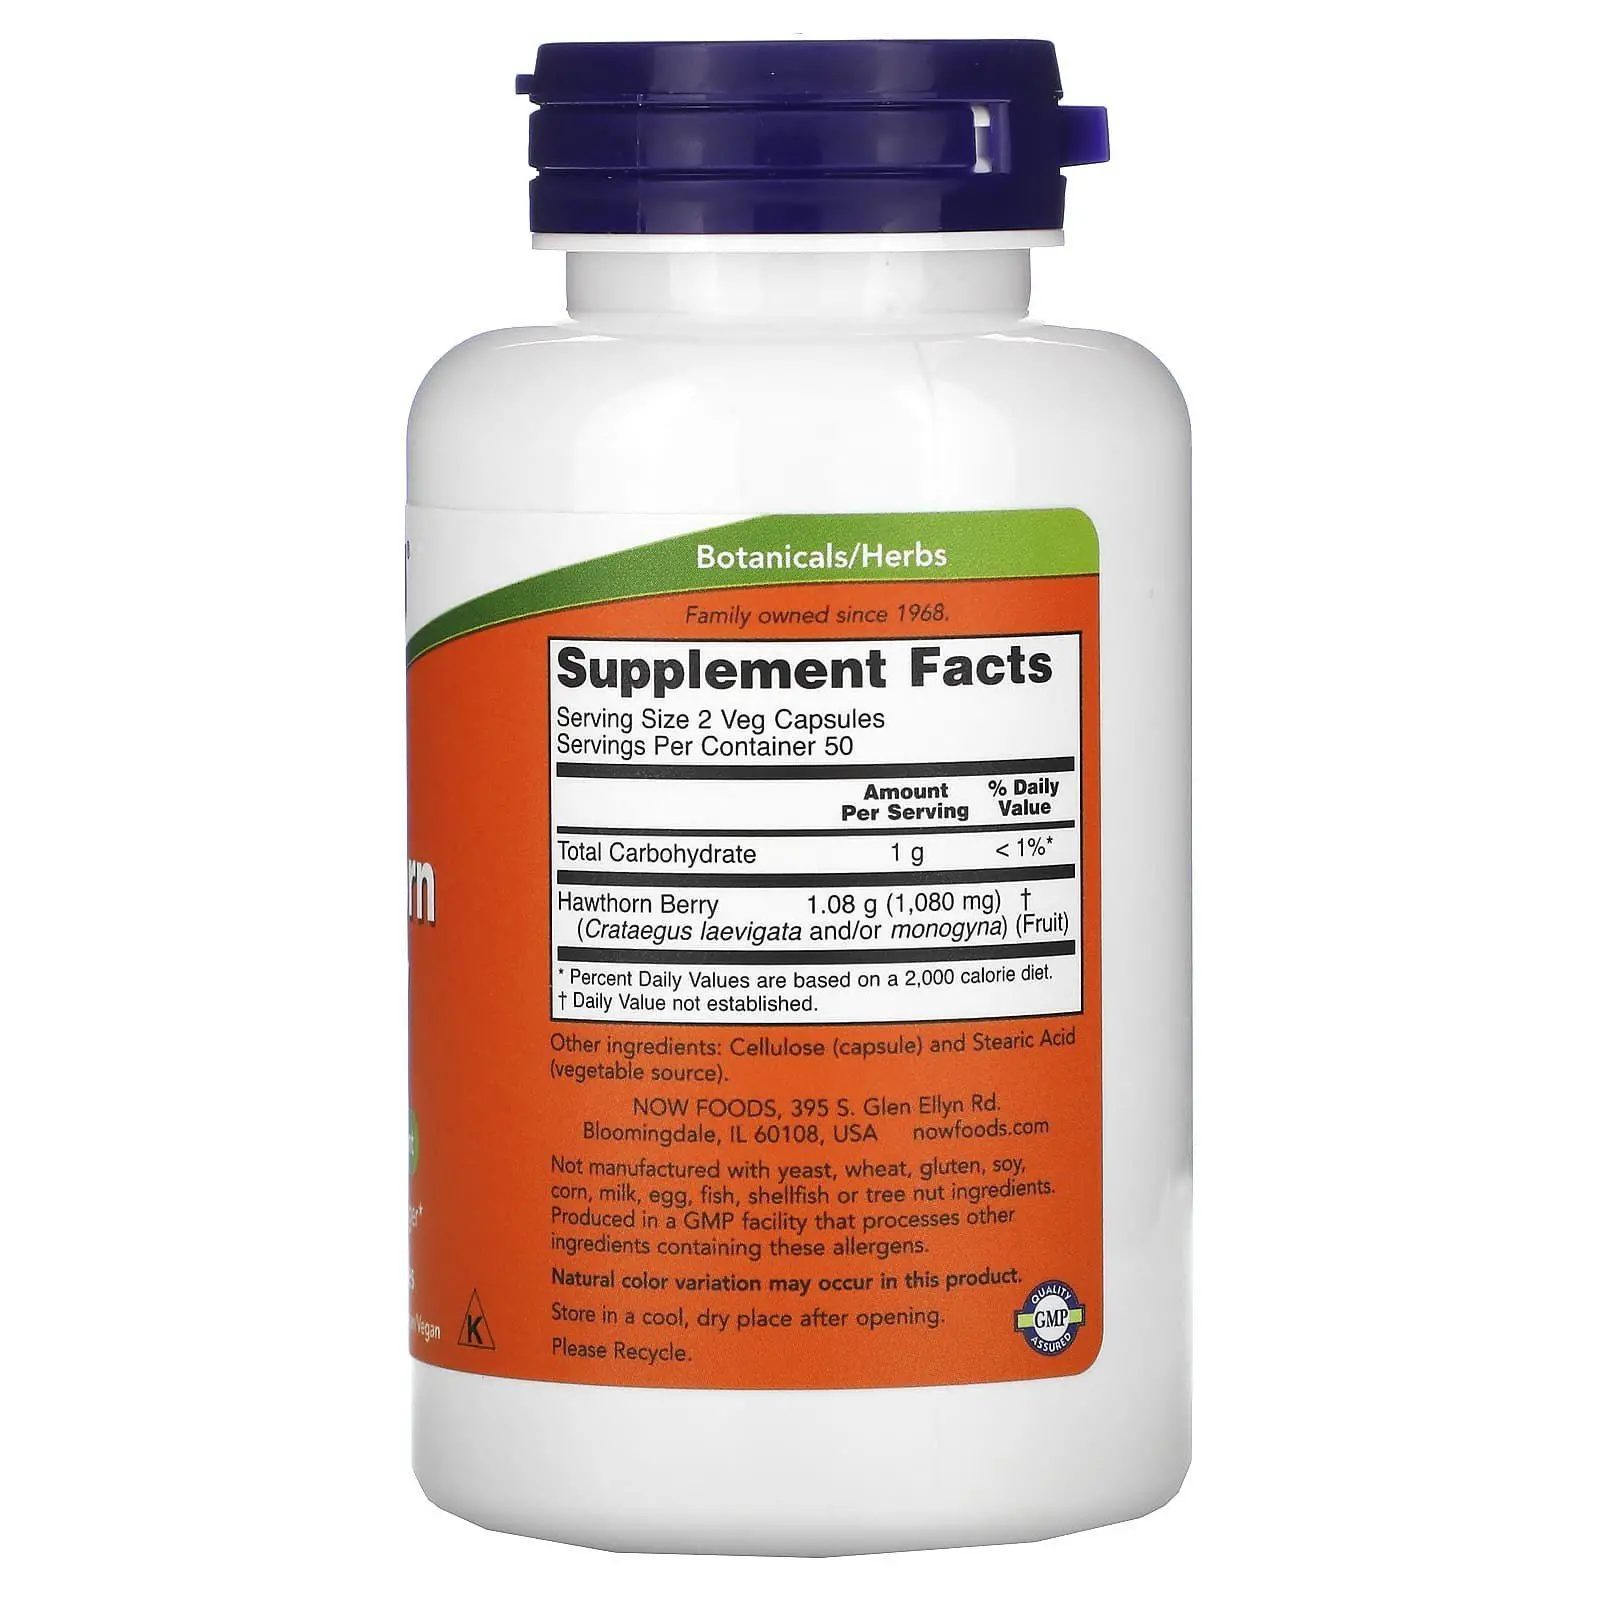 Botanicals/Herbs
Family owned since 1968.
Supplement Facts
Serving Size 2 Veg Capsules
Servings Per Container 50
Amount Per Serving % Daily Value
Total Carbohydrate 1 g < 1%*
Hawthorn Berry 1.08 g (1,080 mg) †
(Crataegus laevigata and/or monogyna) (Fruit)
* Percent Daily Values are based on a 2,000 calorie diet.
† Daily Value not established.
Other ingredients: Cellulose (capsule) and Stearic Acid
(vegetable source).
NOW FOODS, 395 S. Glen Ellyn Rd.
Bloomingdale, IL 60108, USA nowfoods.com
Not manufactured with yeast, wheat, gluten, soy,
corn, milk, egg, fish, shellfish or tree nut ingredients.
Produced in a GMP facility that processes other
ingredients containing these allergens.
Natural color variation may occur in this product.
Store in a cool, dry place after opening.
Please Recycle.
QUALITY
GMP
ASSURED
rn
/Vegan
K